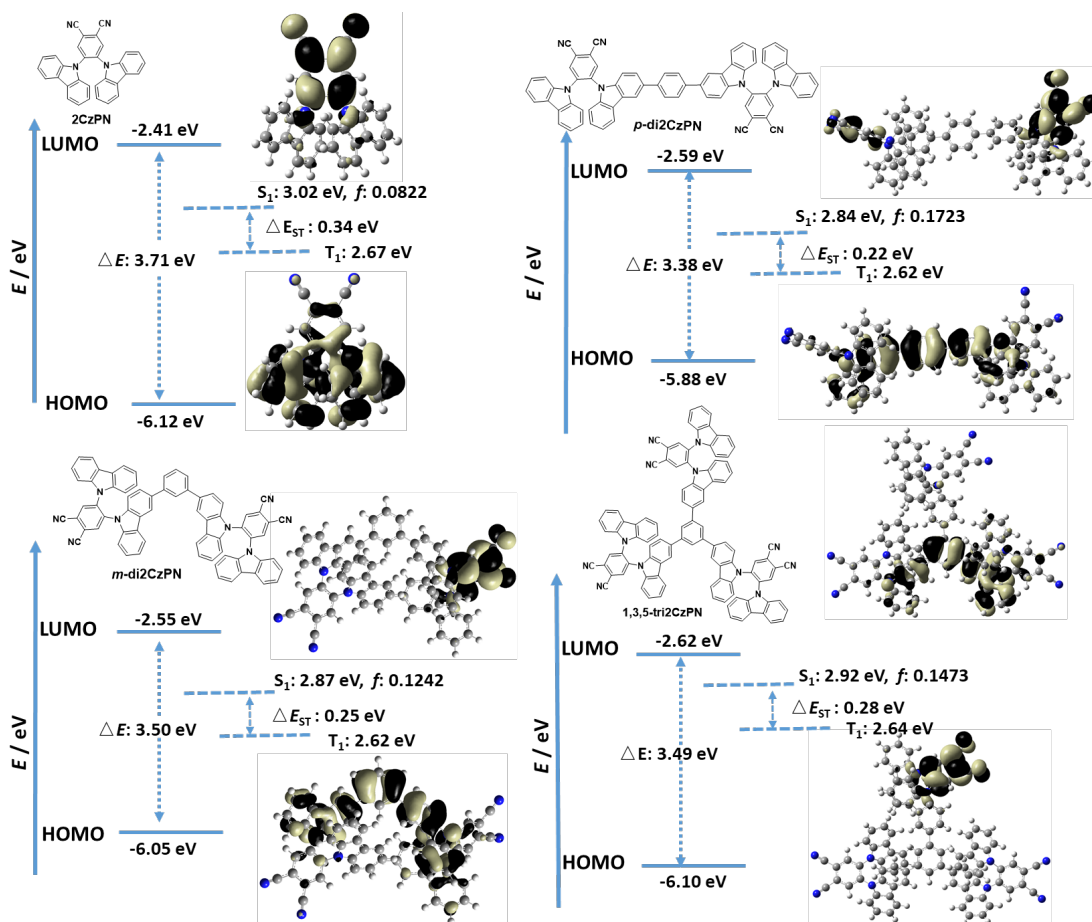 CN
CN
N
N
2CzPN
E / eV
LUMO
-2.41 eV
S1: 3.02 eV, f: 0.0822
△EST : 0.34 eV
T1: 2.67 eV
△E: 3.71 eV
HOMO
-6.12 eV
NC
CN
N
N
N
N
NC
CN
p-di2CzPN
E / eV
LUMO
-2.59 eV
S1: 2.84 eV, f: 0.1723
△EST : 0.22 eV
T1: 2.62 eV
△E: 3.38 eV
HOMO
-5.88 eV
NC
NC
N
N
N
N
CN
CN
m-di2CzPN
E / eV
LUMO
-2.55 eV
S1: 2.87 eV, f: 0.1242
△EST : 0.25 eV
T1: 2.62 eV
△E: 3.50 eV
HOMO
-6.05 eV
NC
NC
N
N
NC
NC
N
N
N
N
CN
CN
1,3,5-tri2CzPN
E / eV
LUMO
-2.62 eV
S1: 2.92 eV, f: 0.1473
△EST : 0.28 eV
T1: 2.64 eV
△E: 3.49 eV
HOMO
-6.10 eV